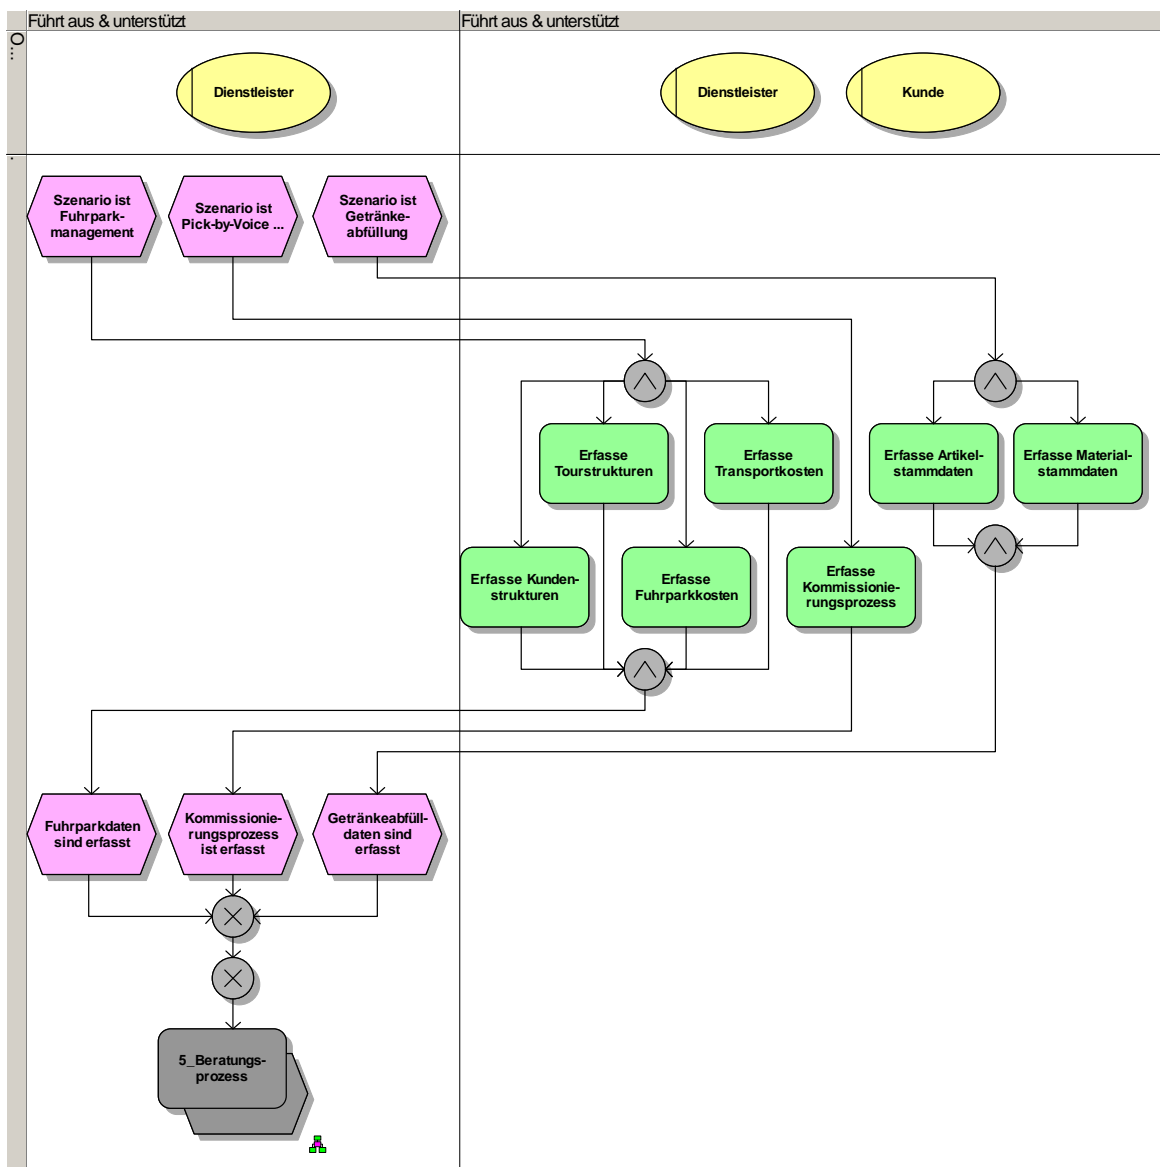 Führt aus & unterstützt
Führt aus & unterstützt
O...
Dienstleister
Dienstleister
Kunde
.
Szenario ist
Fuhrpark-
management
Szenario ist
Pick-by-Voice ...
Szenario ist
Getränke-
abfüllung
Erfasse
Tourstrukturen
Erfasse
Transportkosten
Erfasse Artikel-
stammdaten
Erfasse Material-
stammdaten
Erfasse Kunden-
strukturen
Erfasse
Fuhrparkkosten
Erfasse
Kommissionie-
rungsprozess
Fuhrparkdaten
sind erfasst
Kommissionie-
rungsprozess
ist erfasst
Getränkeabfüll-
daten sind
erfasst
5_Beratungs-
prozess